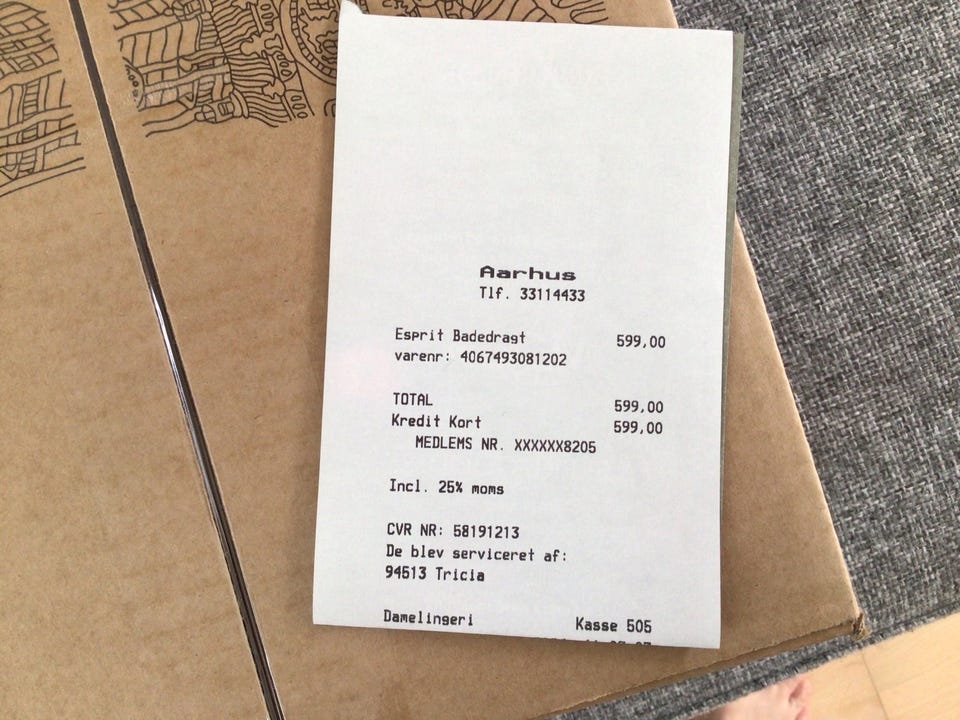 Aarhus
Tlf. 33114433
Esprit Badedragt 599,00
varenr: 4067493081202
TOTAL 599,00
Kredit Kort 599,00
MEDLEMS NR. XXXXXX8205
Incl. 25% moms
CVR NR: 58191213
De blev serviceret af:
94513 Tricia
Damelingeri Kasse 505